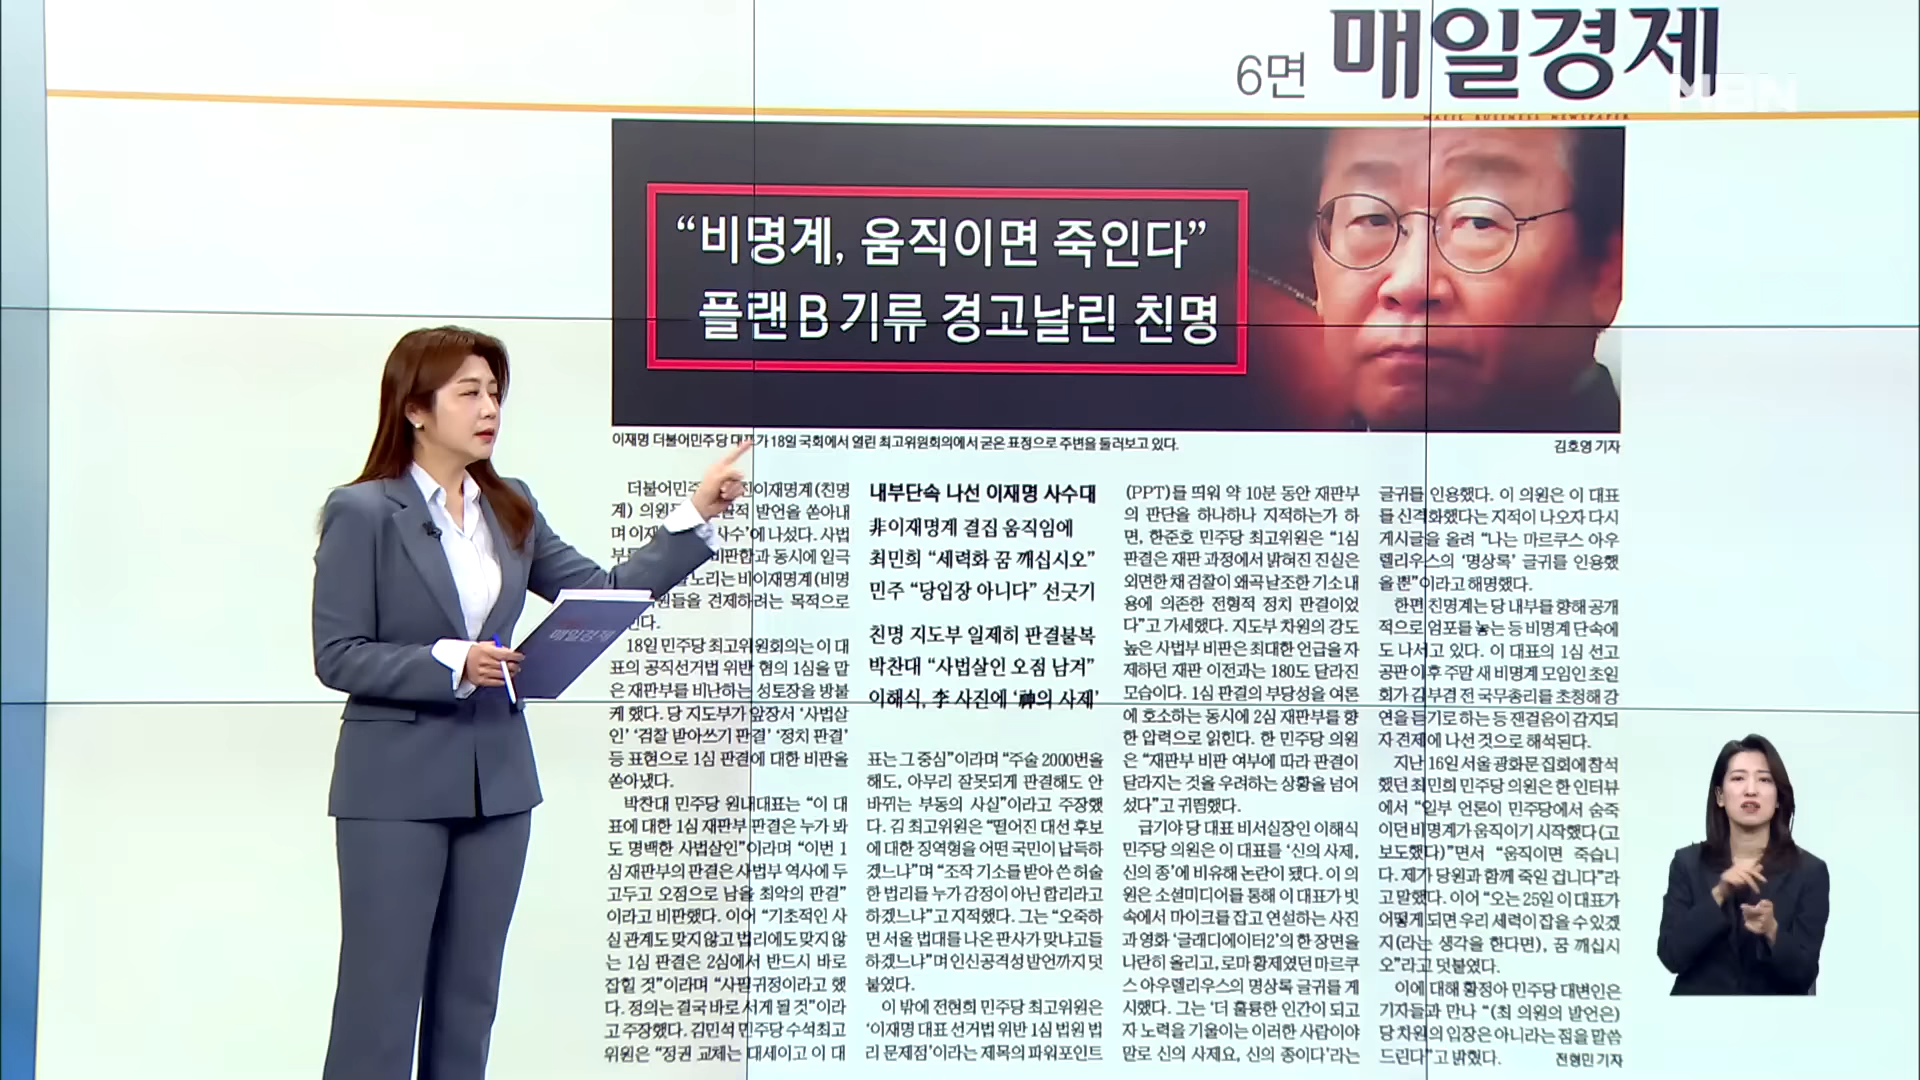 6면 매일경제
MBN
MAEIL BUSINESS NEWSPAPER
“비명계, 움직이면 죽인다”
플랜B 기류 경고날린 친명
이재명 더불어민주당 대표가 18일 국회에서 열린 최고위원회의에서 굳은 표정으로 주변을 둘러보고 있다.
김호영 기자
더불어민주 친이재명계(친명
계) 의원 적 발언을 쏟아내
며 이재 사수’에 나섰다. 사법
비판한과 동시에 일극
노리는 비이재명계(비명
원들을 견제하려는 목적으로
인다.
18일 민주당 최고위원회의는 이 대
표의 공직선거법 위반 혐의 1심을 맡
은 재판부를 비난하는 성토장을 방불
케 했다. 당 지도부가 앞장서 ‘사법살
인’ ‘검찰 받아쓰기 판결’ ‘정치 판결’
등 표현으로 1심 판결에 대한 비판을
쏟아냈다.
박찬대 민주당 원내대표는 “이 대
표에 대한 1심 재판부 판결은 누가 봐
도 명백한 사법살인”이라며 “이번 1
심 재판부의 판결은 사법부 역사에 두
고두고 오점으로 남을 최악의 판결”
이라고 비판했다. 이어 “기초적인 사
실 관계도 맞지 않고 법리에도 맞지 않
는 1심 판결은 2심에서 반드시 바로
잡힐 것”이라며 “사필귀정이라고 했
다. 정의는 결국 바로 서게 될 것”이라
고 주장했다. 김민석 민주당 수석최고
위원은 “정권 교체는 대세이고 이 대
매일경제
내부단속 나선 이재명 사수대
非이재명계 결집 움직임에
최민희 “세력화 꿈 깨십시오”
민주 “당입장 아니다” 선긋기
친명 지도부 일제히 판결불복
박찬대 “사법살인 오점 남겨”
이해식, 李 사진에 ‘神의 사제’
표는 그 중심”이라며 “주술 2000번을
해도, 아무리 잘못되게 판결해도 안
바뀌는 부동의 사실”이라고 주장했
다. 김 최고위원은 “떨어진 대선 후보
에 대한 징역형을 어떤 국민이 납득하
겠느냐”며 “조작 기소를 받아 쓴 허술
한 법리를 누가 감정이 아닌 합리라고
하겠느냐”고 지적했다. 그는 “오죽하
면 서울 법대를 나온 판사가 맞냐고들
하겠느냐”며 인신공격성 발언까지 덧
붙였다.
이 밖에 전현희 민주당 최고위원은
‘이재명 대표 선거법 위반 1심 법원 법
리 문제점’이라는 제목의 파워포인트
(PPT)를 띄워 약 10분 동안 재판부
의 판단을 하나하나 지적하는가 하
면, 한준호 민주당 최고위원은 “1심
판결은 재판 과정에서 밝혀진 진실은
외면한 채 검찰이 왜곡 날조한 기소 내
용에 의존한 전형적 정치 판결이었
다”고 가세했다. 지도부 차원의 강도
높은 사법부 비판은 최대한 언급을 자
제하던 재판 이전과는 180도 달라진
모습이다. 1심 판결의 부당성을 여론
에 호소하는 동시에 2심 재판부를 향
한 압력으로 읽힌다. 한 민주당 의원
은 “재판부 비판 여부에 따라 판결이
달라지는 것을 우려하는 상황을 넘어
섰다”고 귀띔했다.
급기야 당 대표 비서실장인 이해식
민주당 의원은 이 대표를 ‘신의 사제,
신의 종’에 비유해 논란이 됐다. 이 의
원은 소셜미디어를 통해 이 대표가 빗
속에서 마이크를 잡고 연설하는 사진
과 영화 ‘글래디에이터2’의 한 장면을
나란히 올리고, 로마 황제였던 마르쿠
스 아우렐리우스의 명상록 글귀를 게
시했다. 그는 ‘더 훌륭한 인간이 되고
자 노력을 기울이는 이러한 사람이야
말로 신의 사제요, 신의 종이다’라는
글귀를 인용했다. 이 의원은 이 대표
를 신격화했다는 지적이 나오자 다시
게시글을 올려 “나는 마르쿠스 아우
렐리우스의 ‘명상록’ 글귀를 인용했
을 뿐”이라고 해명했다.
한편 친명계는 당 내부를 향해 공개
적으로 엄포를 놓는 등 비명계 단속에
도 나서고 있다. 이 대표의 1심 선고
공판 이후 주말 새 비명계 모임인 초일
회가 김부겸 전 국무총리를 초청해 강
연을 듣기로 하는 등 잰걸음이 감지되
자 견제에 나선 것으로 해석된다.
지난 16일 서울 광화문 집회에 참석
했던 최민희 민주당 의원은 한 인터뷰
에서 “일부 언론이 민주당에서 숨죽
이던 비명계가 움직이기 시작했다(고
보도했다)”면서 “움직이면 죽습니
다. 제가 당원과 함께 죽일 겁니다”라
고 말했다. 이어 “오는 25일 이 대표가
어떻게 되면 우리 세력이 잡을 수 있겠
지(라는 생각을 한다면), 꿈 깨십시
오”라고 덧붙였다.
이에 대해 황정아 민주당 대변인은
기자들과 만나 “(최 의원의 발언은)
당 차원의 입장은 아니라는 점을 말씀
드린다”고 밝혔다.
전형민 기자